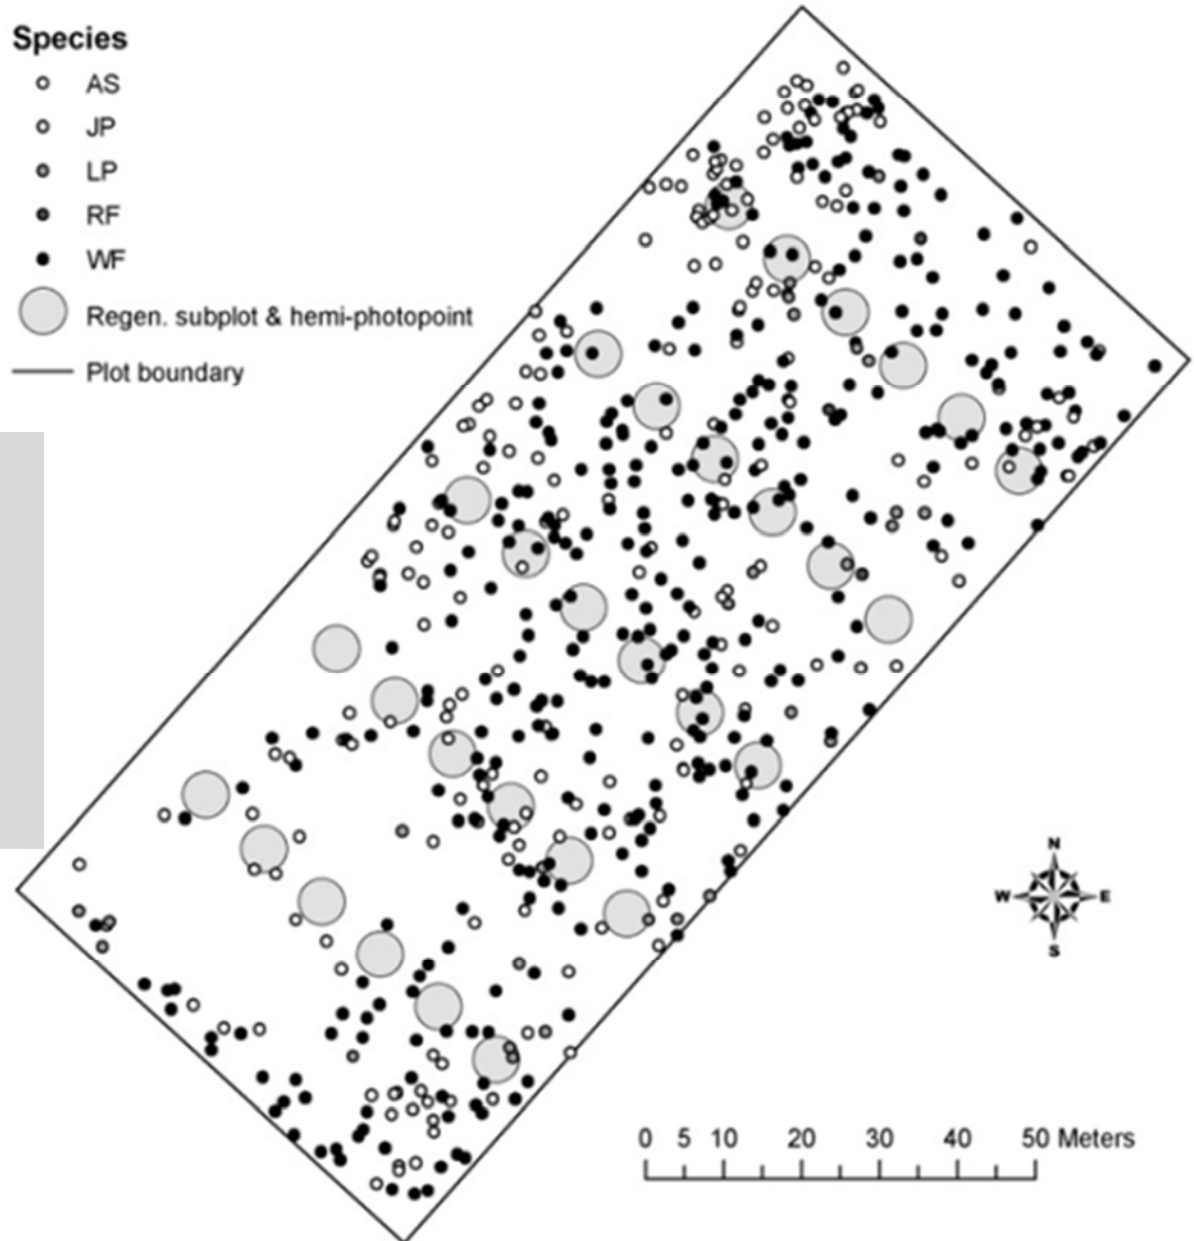 Species
AS
JP
LP
RF
WF
Regen. subplot & hemi-photopoint
Plot boundary
N
W E
S
0 5 10 20 30 40 50 Meters